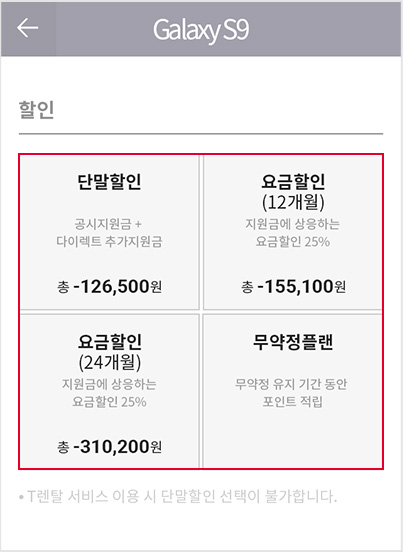 Galaxy S9
할인
단말할인
공시지원금 +
다이렉트 추가지원금
총 -126,500원
요금할인
(12개월)
지원금에 상응하는
요금할인 25%
총 -155,100원
요금할인
(24개월)
지원금에 상응하는
요금할인 25%
총 -310,200원
무약정플랜
무약정 유지 기간 동안
포인트 적립
• T렌탈 서비스 이용 시 단말할인 선택이 불가합니다.